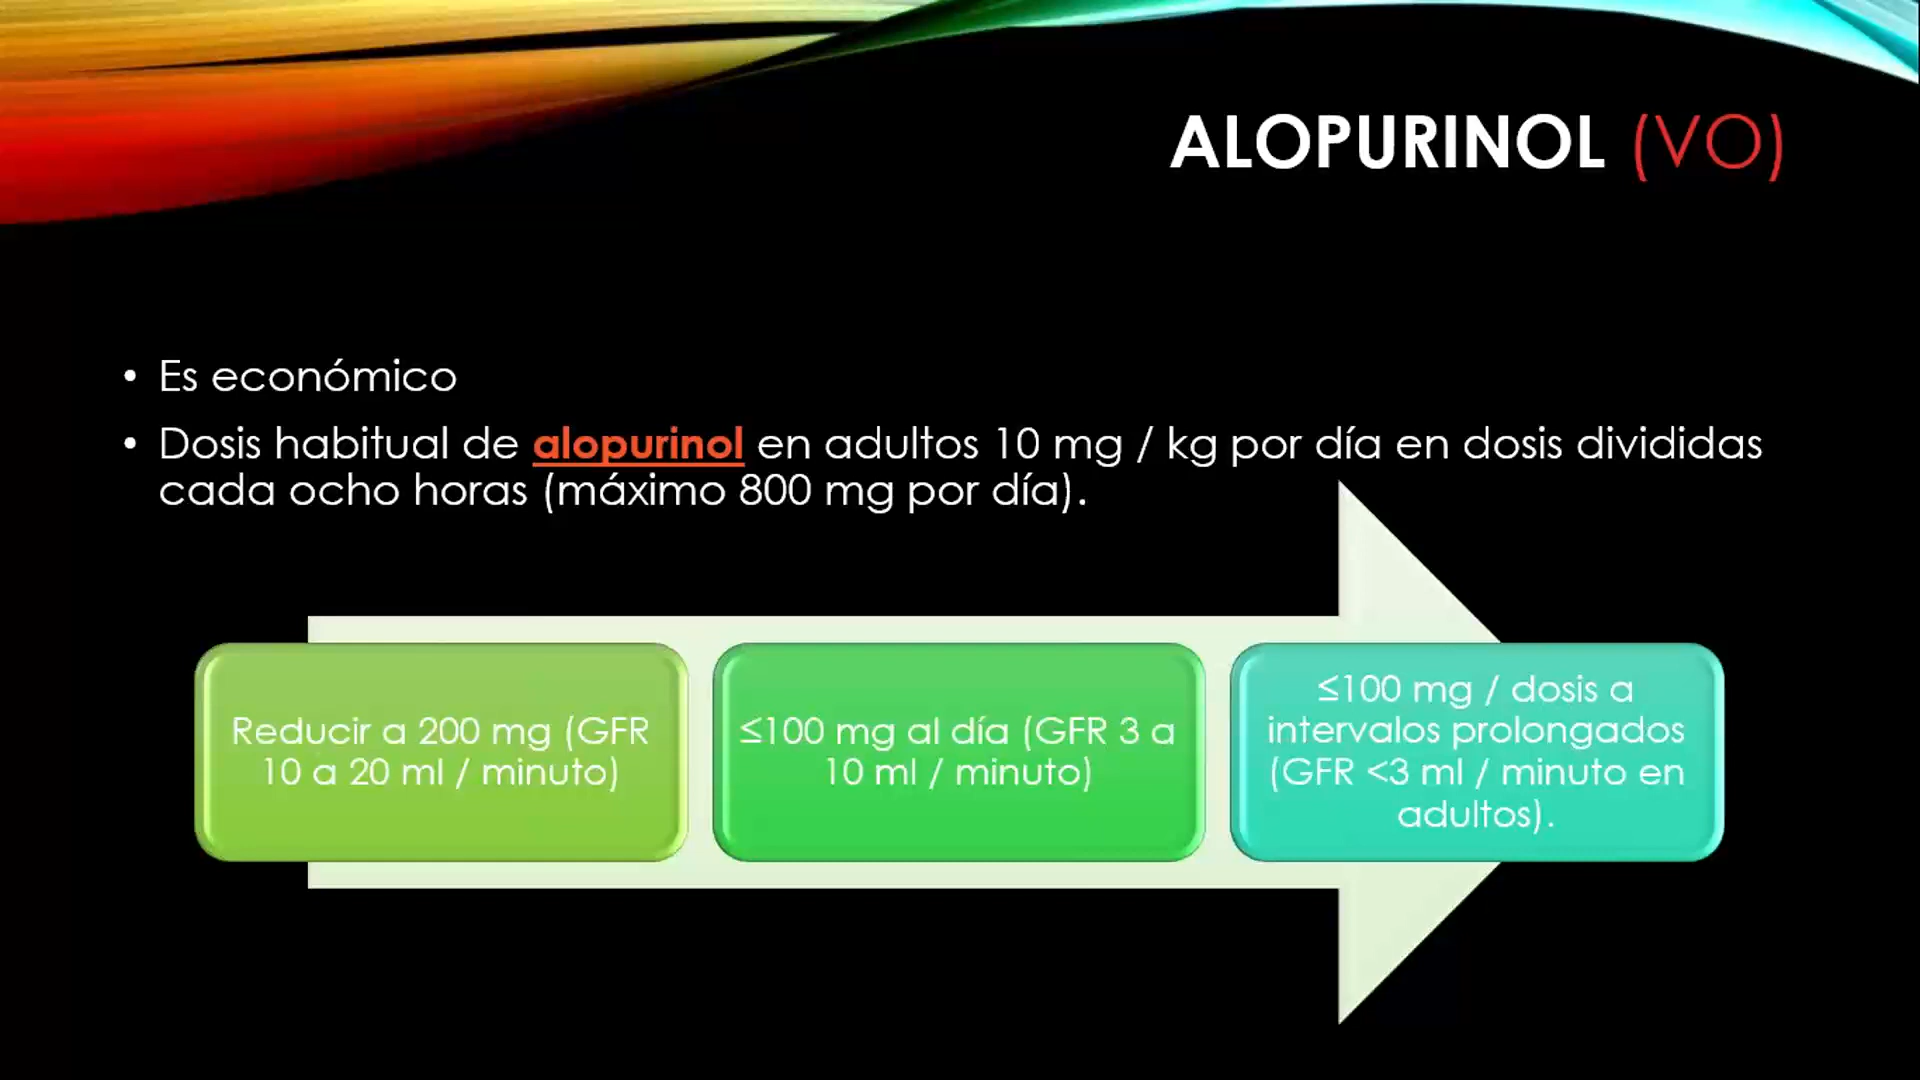 ALOPURINOL (VO)
• Es económico
• Dosis habitual de alopurinol en adultos 10 mg / kg por día en dosis divididas
cada ocho horas (máximo 800 mg por día).
Reducir a 200 mg (GFR
10 a 20 ml / minuto)
≤100 mg al día (GFR 3 a
10 ml / minuto)
≤100 mg / dosis a
intervalos prolongados
(GFR <3 ml / minuto en
adultos).